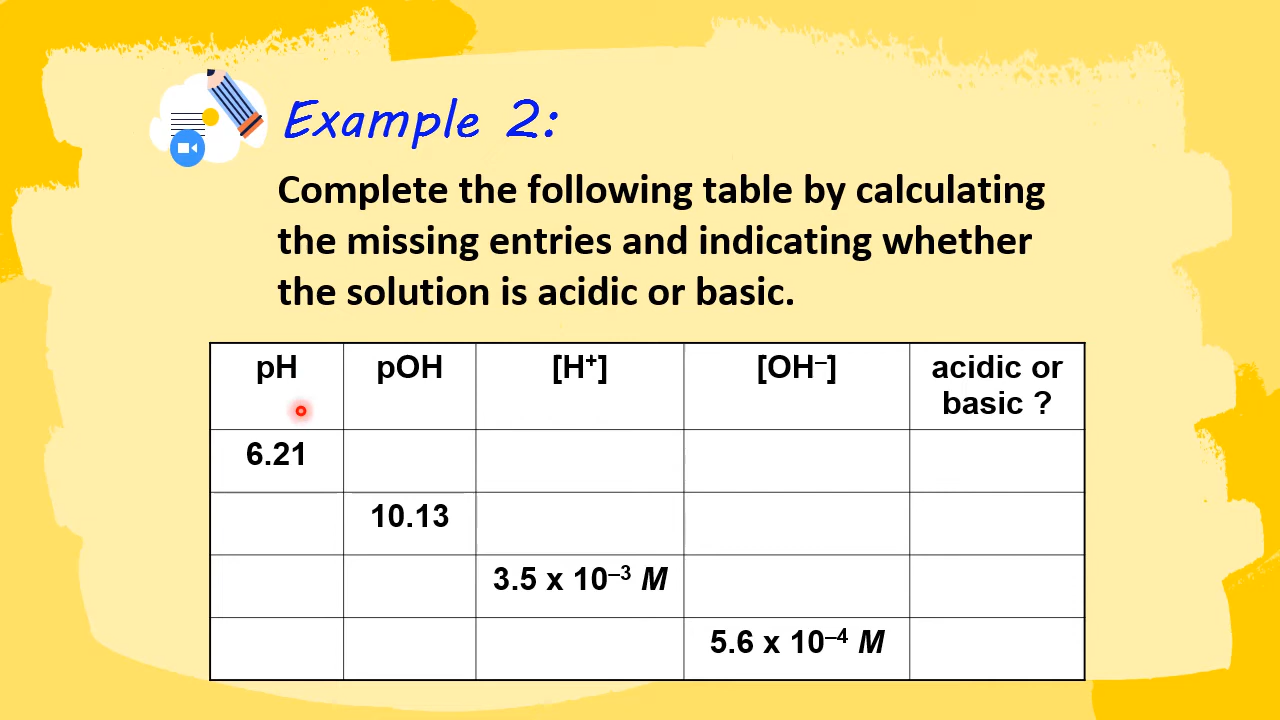 Example 2:
Complete the following table by calculating
the missing entries and indicating whether
the solution is acidic or basic.
pH pOH [H⁺] [OH⁻] acidic or
basic ?
6.21
10.13
3.5 x 10⁻³ M
5.6 x 10⁻⁴ M